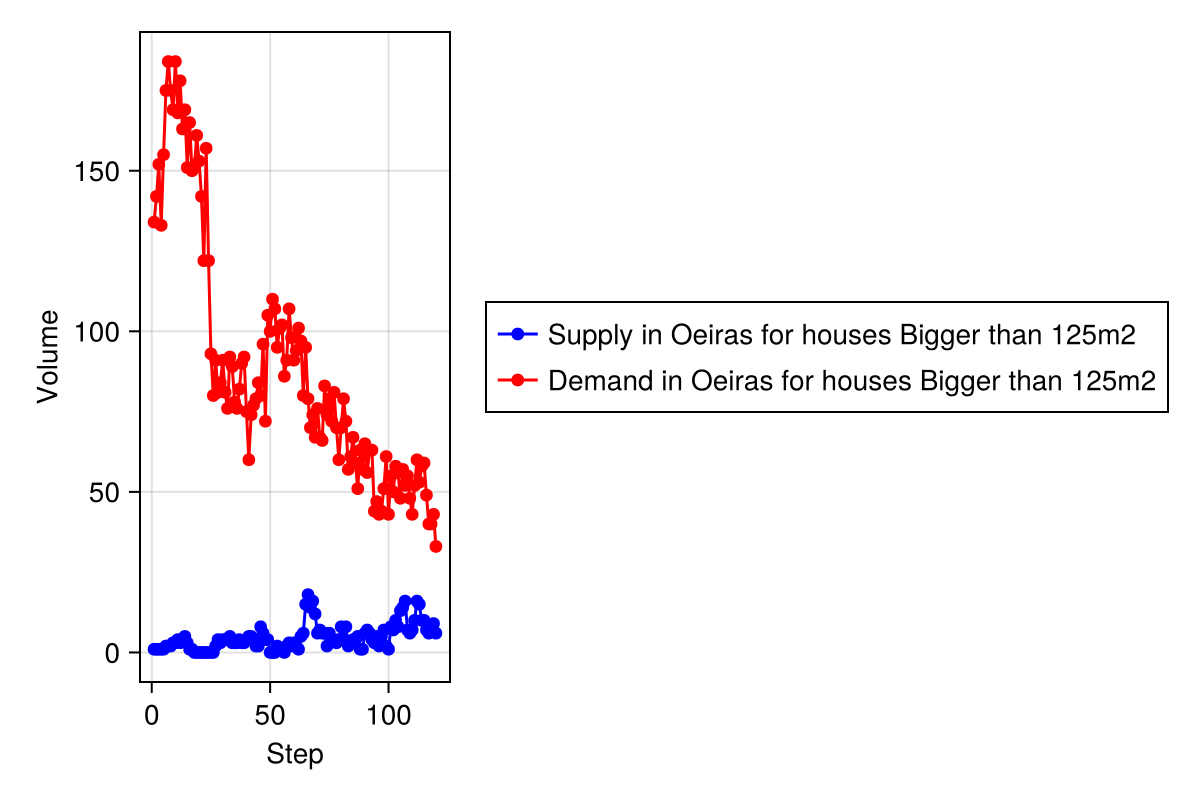 150
100
50
0
Volume
0 50 100
Step
Supply in Oeiras for houses Bigger than 125m2
Demand in Oeiras for houses Bigger than 125m2